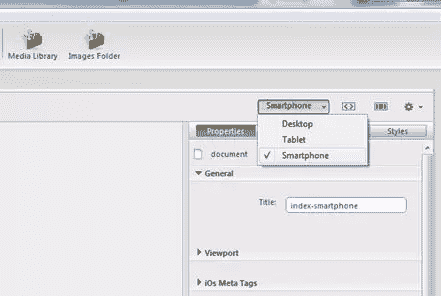 Media Library Images Folder
Smartphone
Desktop
Tablet
Smartphone
Properties Styles
document
General
Title: index-smartphone
Viewport
iOs Meta Tags